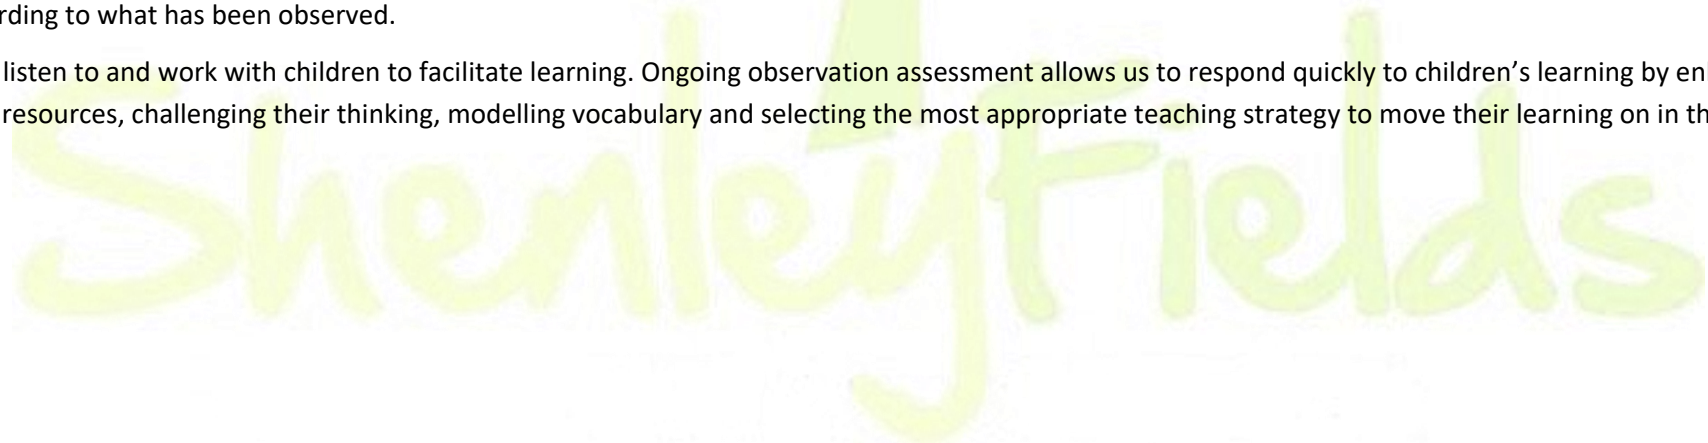 rding to what has been observed.
listen to and work with children to facilitate learning. Ongoing observation assessment allows us to respond quickly to children’s learning by en
resources, challenging their thinking, modelling vocabulary and selecting the most appropriate teaching strategy to move their learning on in th
ShenleyFields